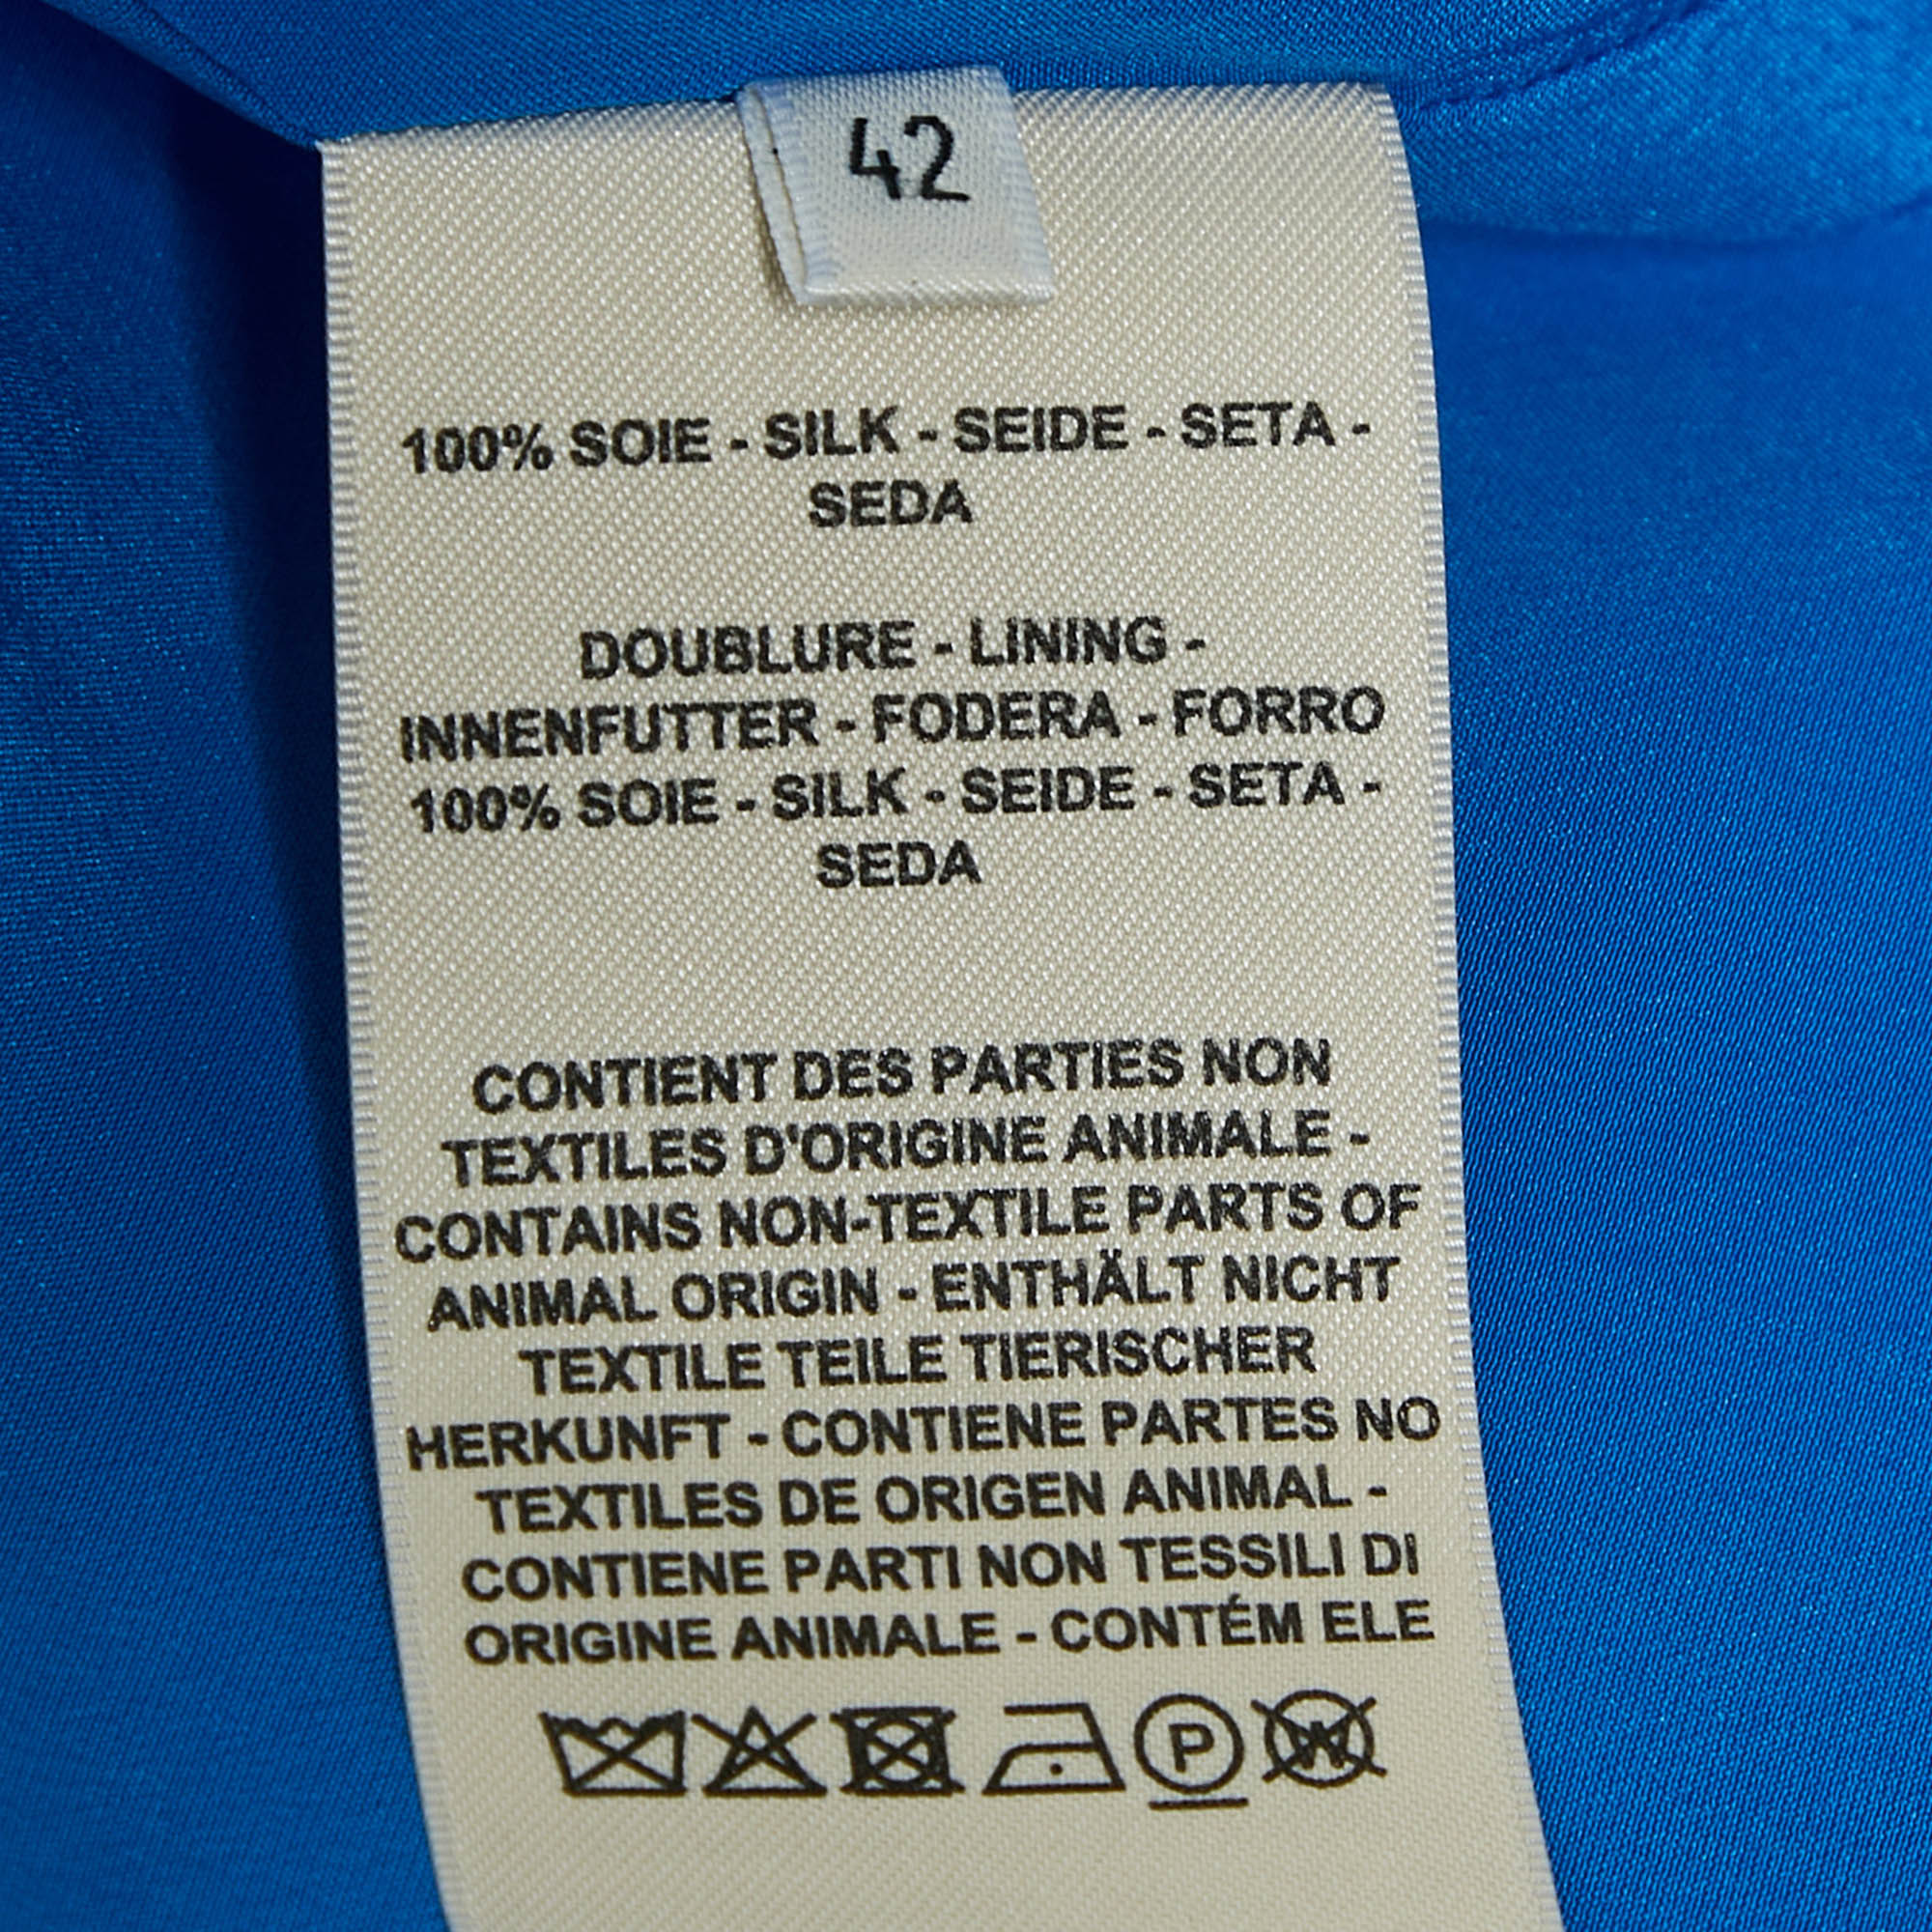 42
100% SOIE - SILK - SEIDE - SETA -
SEDA
DOUBLURE - LINING -
INNENFUTTER - FODERA - FORRO
100% SOIE - SILK - SEIDE - SETA -
SEDA
CONTIENT DES PARTIES NON
TEXTILES D'ORIGINE ANIMALE -
CONTAINS NON-TEXTILE PARTS OF
ANIMAL ORIGIN - ENTHÄLT NICHT
TEXTILE TEILE TIERISCHER
HERKUNFT - CONTIENE PARTES NO
TEXTILES DE ORIGEN ANIMAL -
CONTIENE PARTI NON TESSILI DI
ORIGINE ANIMALE - CONTÉM ELE
P W